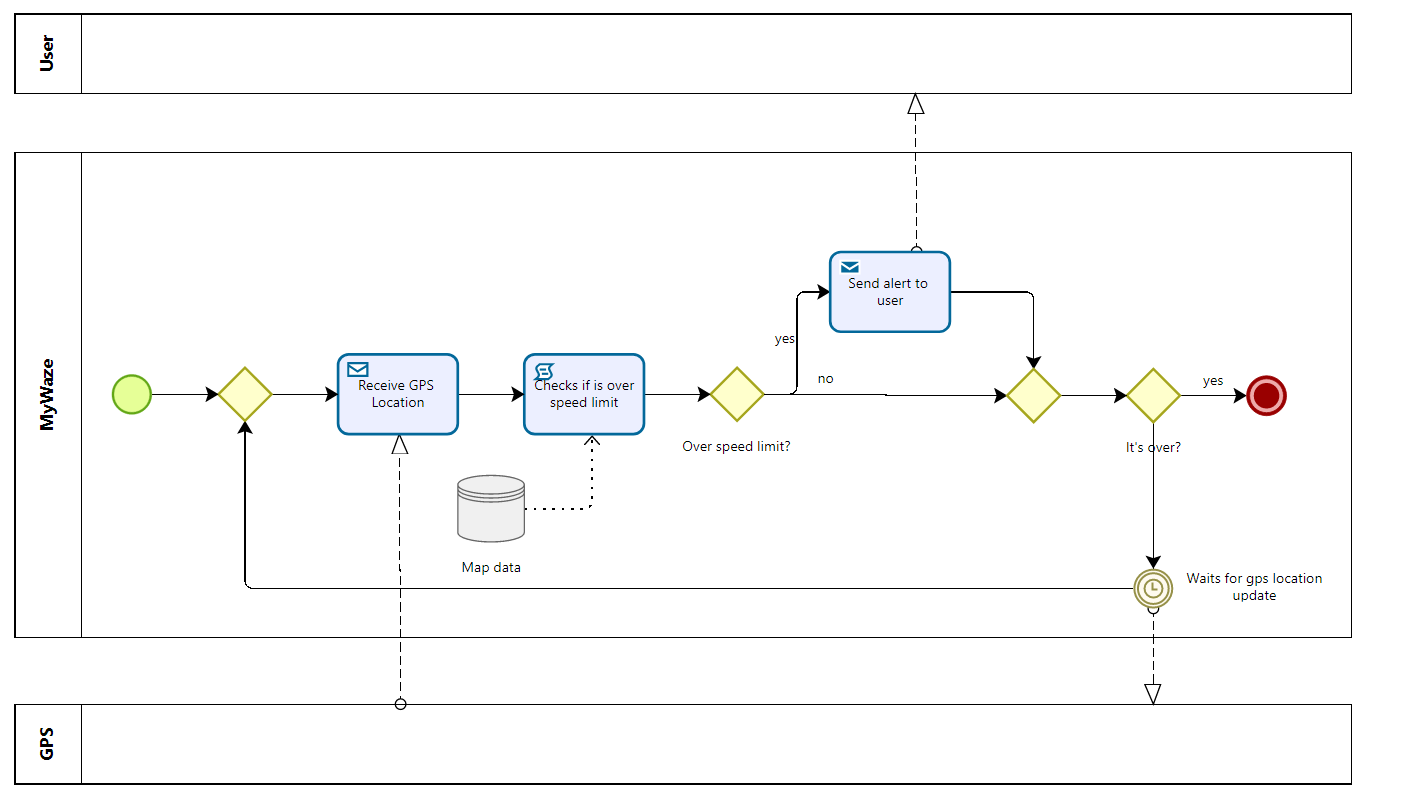 User
MyWaze
Send alert to
user
yes
no
Receive GPS
Location
Checks if is over
speed limit
yes
Over speed limit?
It's over?
Map data
Waits for gps location
update
GPS